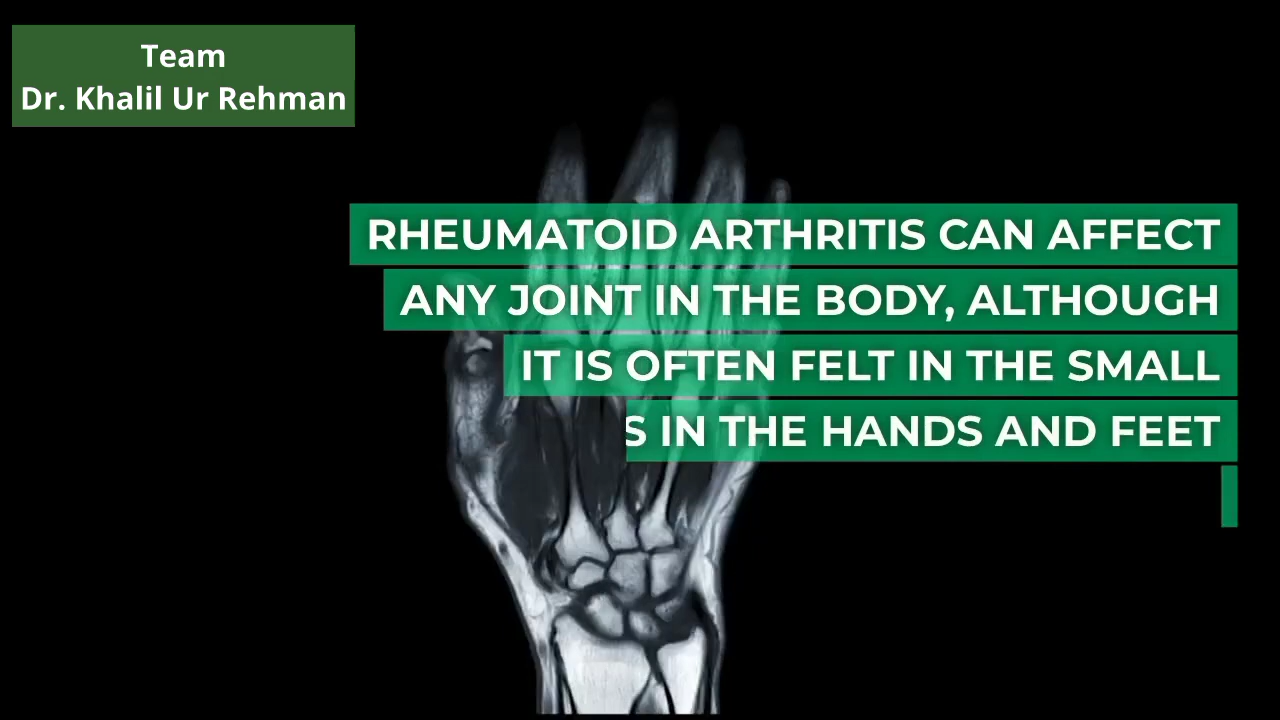 Team
Dr. Khalil Ur Rehman
RHEUMATOID ARTHRITIS CAN AFFECT
ANY JOINT IN THE BODY, ALTHOUGH
IT IS OFTEN FELT IN THE SMALL
S IN THE HANDS AND FEET